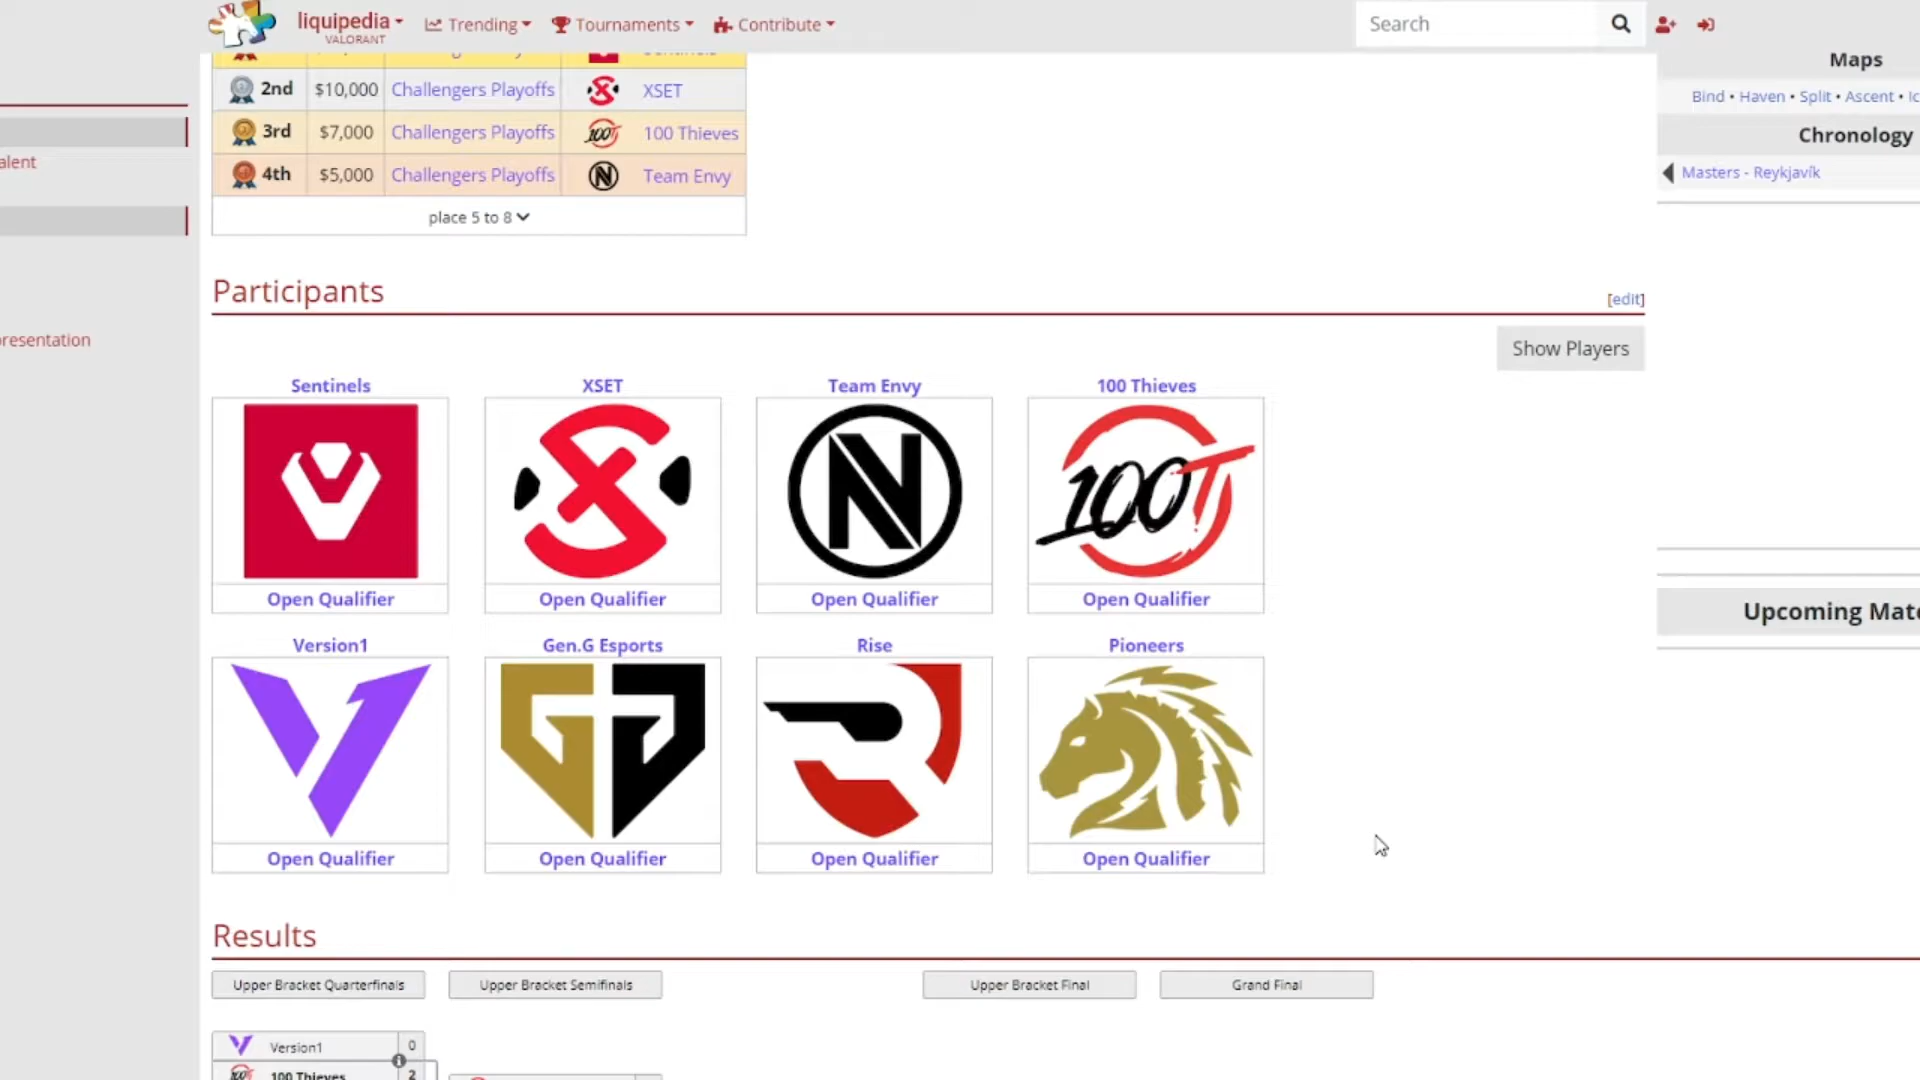 liquipedia
VALORANT
Trending
Tournaments
Contribute
Search
2nd $10,000 Challengers Playoffs XSET
3rd $7,000 Challengers Playoffs 100 Thieves
4th $5,000 Challengers Playoffs Team Envy
place 5 to 8
alent
resentation
Maps
Bind • Haven • Split • Ascent • Ic
Chronology
Masters - Reykjavík
Participants
[edit]
Show Players
Sentinels XSET Team Envy 100 Thieves
100T
Open Qualifier Open Qualifier Open Qualifier Open Qualifier
Version1 Gen.G Esports Rise Pioneers
Open Qualifier Open Qualifier Open Qualifier Open Qualifier
Upcoming Matc
Results
Upper Bracket Quarterfinals Upper Bracket Semifinals Upper Bracket Final Grand Final
Version1 0
100 Thieves 2